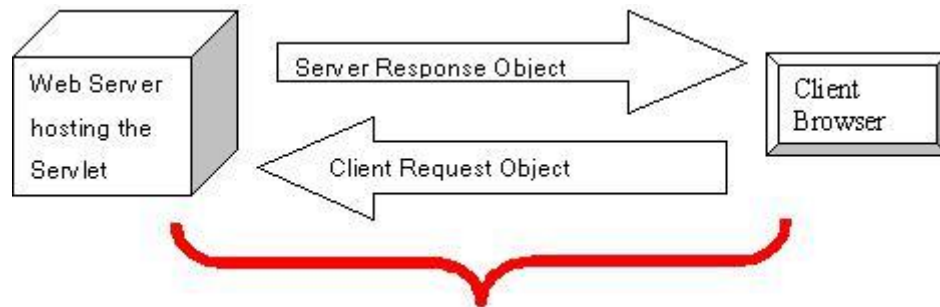 Web Server
hosting the
Servlet
Server Response Object
Client Request Object
Client
Browser